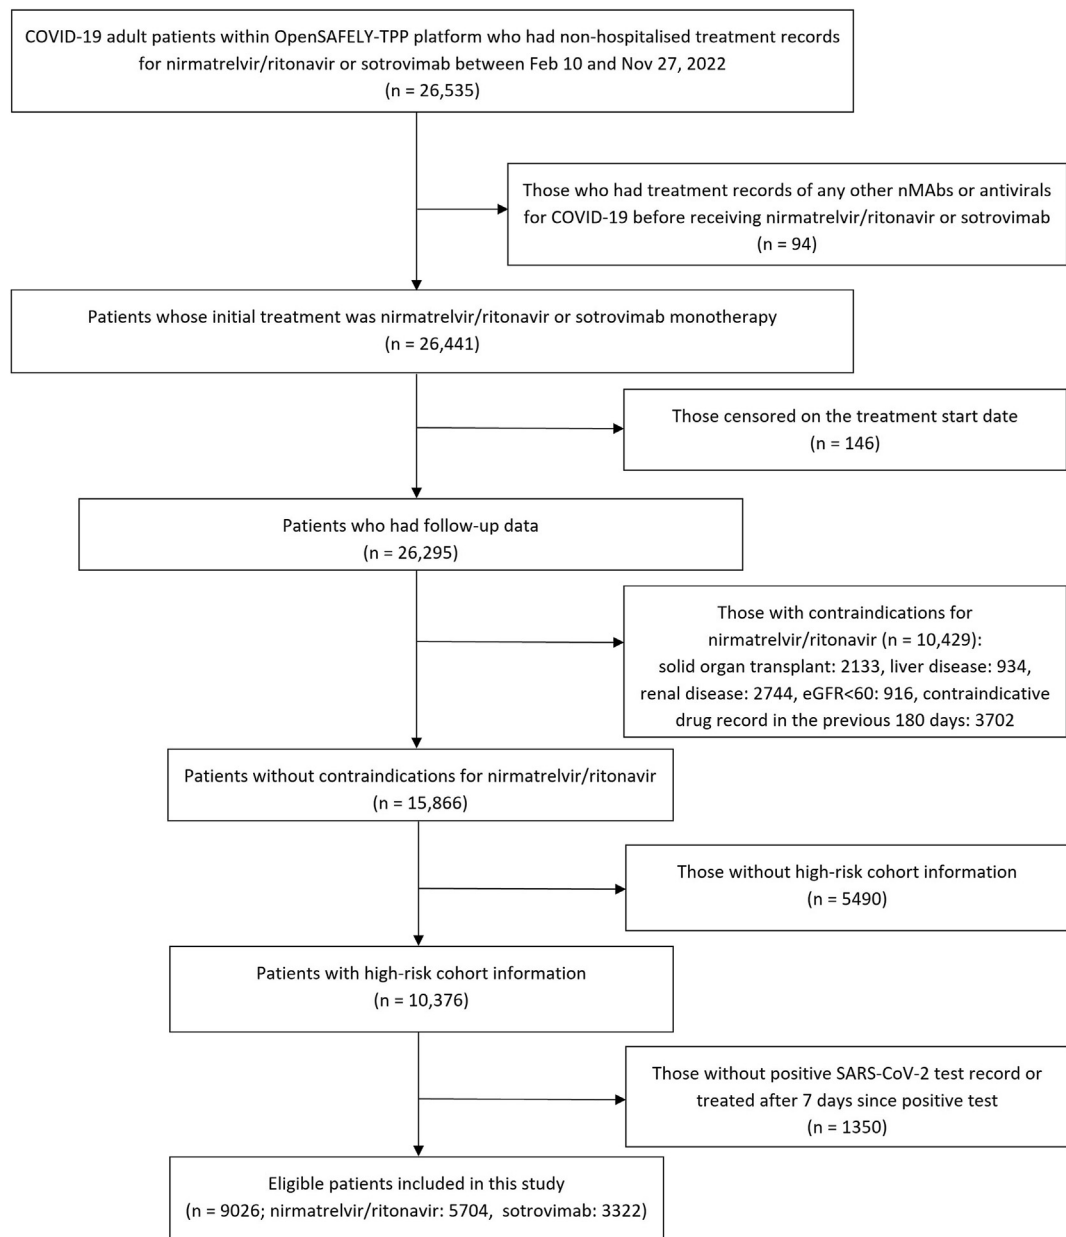 COVID-19 adult patients within OpenSAFELY-TPP platform who had non-hospitalised treatment records
for nirmatrelvir/ritonavir or sotrovimab between Feb 10 and Nov 27, 2022
(n = 26,535)
Those who had treatment records of any other nMAbs or antivirals
for COVID-19 before receiving nirmatrelvir/ritonavir or sotrovimab
(n = 94)
Patients whose initial treatment was nirmatrelvir/ritonavir or sotrovimab monotherapy
(n = 26,441)
Those censored on the treatment start date
(n = 146)
Patients who had follow-up data
(n = 26,295)
Those with contraindications for
nirmatrelvir/ritonavir (n = 10,429):
solid organ transplant: 2133, liver disease: 934,
renal disease: 2744, eGFR<60: 916, contraindicative
drug record in the previous 180 days: 3702
Patients without contraindications for nirmatrelvir/ritonavir
(n = 15,866)
Those without high-risk cohort information
(n = 5490)
Patients with high-risk cohort information
(n = 10,376)
Those without positive SARS-CoV-2 test record or
treated after 7 days since positive test
(n = 1350)
Eligible patients included in this study
(n = 9026; nirmatrelvir/ritonavir: 5704, sotrovimab: 3322)